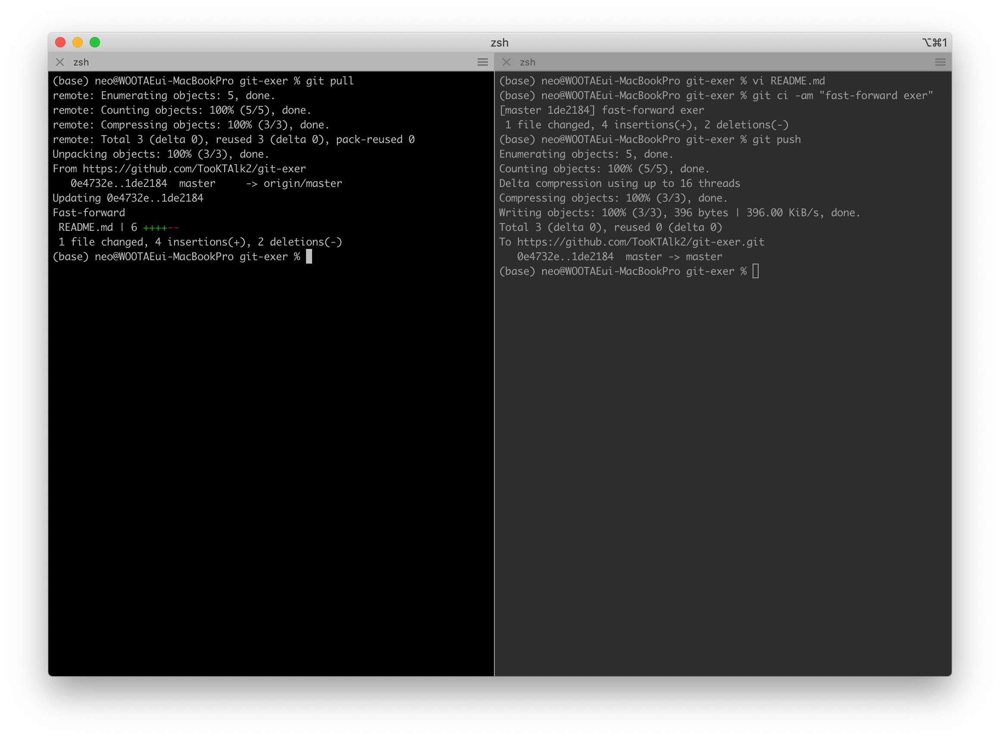 zsh
⌥⌘1
zsh
(base) neo@WOOTAEui-MacBookPro git-exer % git pull
remote: Enumerating objects: 5, done.
remote: Counting objects: 100% (5/5), done.
remote: Compressing objects: 100% (3/3), done.
remote: Total 3 (delta 0), reused 3 (delta 0), pack-reused 0
Unpacking objects: 100% (3/3), done.
From https://github.com/TooKTAlk2/git-exer
   0e4732e..1de2184  master     -> origin/master
Updating 0e4732e..1de2184
Fast-forward
 README.md | 6 ++++--
 1 file changed, 4 insertions(+), 2 deletions(-)
(base) neo@WOOTAEui-MacBookPro git-exer %
zsh
(base) neo@WOOTAEui-MacBookPro git-exer % vi README.md
(base) neo@WOOTAEui-MacBookPro git-exer % git ci -am "fast-forward exer"
[master 1de2184] fast-forward exer
 1 file changed, 4 insertions(+), 2 deletions(-)
(base) neo@WOOTAEui-MacBookPro git-exer % git push
Enumerating objects: 5, done.
Counting objects: 100% (5/5), done.
Delta compression using up to 16 threads
Compressing objects: 100% (3/3), done.
Writing objects: 100% (3/3), 396 bytes | 396.00 KiB/s, done.
Total 3 (delta 0), reused 0 (delta 0)
To https://github.com/TooKTAlk2/git-exer.git
   0e4732e..1de2184  master -> master
(base) neo@WOOTAEui-MacBookPro git-exer %